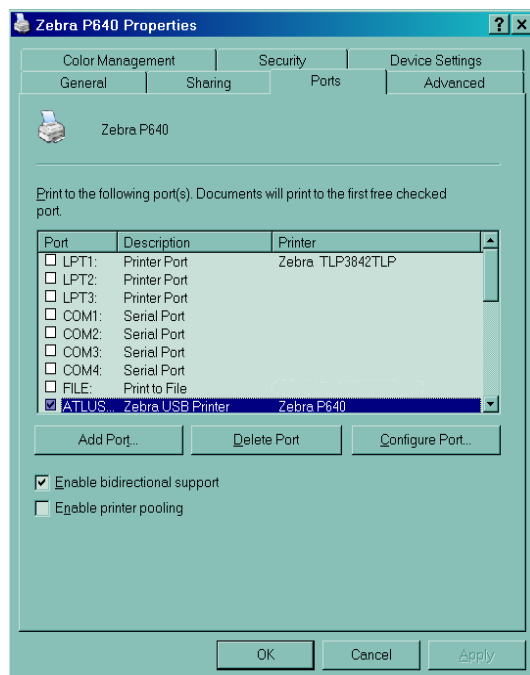 Zebra P640 Properties
Color Management Security Device Settings
General Sharing Ports Advanced
Zebra P640
Print to the following port(s). Documents will print to the first free checked
port.
Port Description Printer
LPT1: Printer Port Zebra TLP3842TLP
LPT2: Printer Port
LPT3: Printer Port
COM1: Serial Port
COM2: Serial Port
COM3: Serial Port
COM4: Serial Port
FILE: Print to File
ATLUS... Zebra USB Printer Zebra P640
Add Port... Delete Port Configure Port...
Enable bidirectional support
Enable printer pooling
OK Cancel Apply